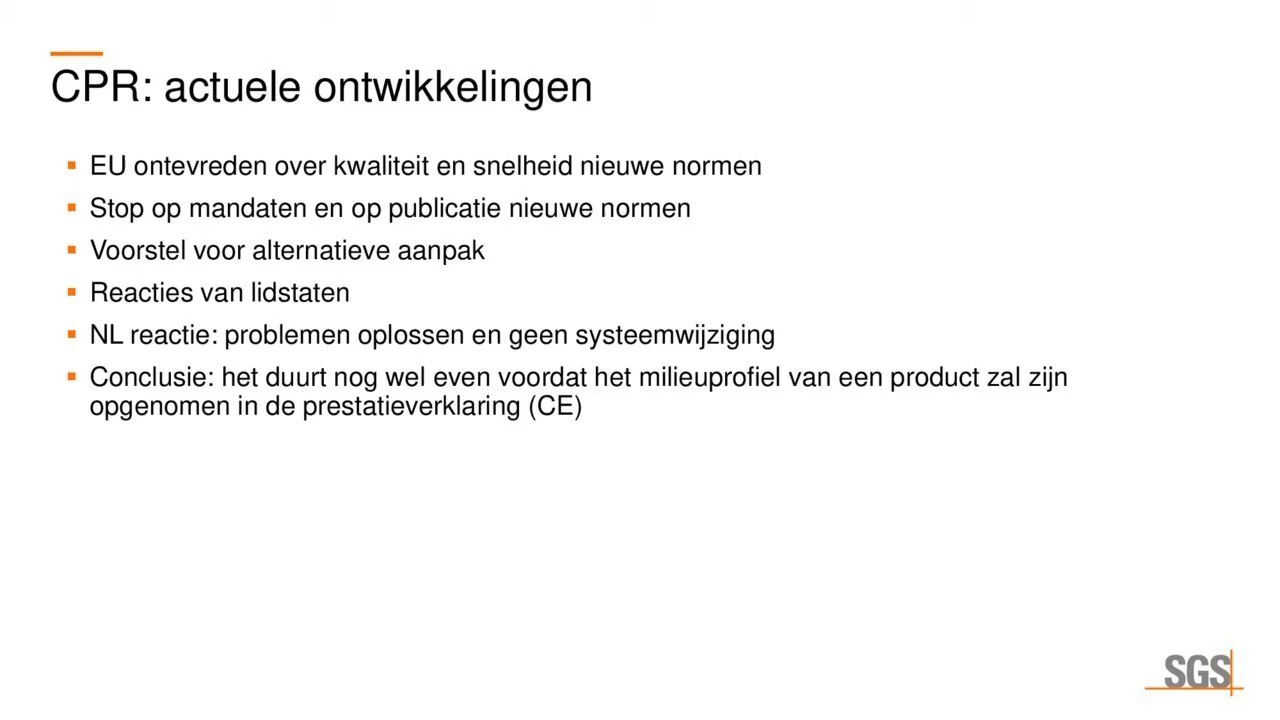 CPR: actuele ontwikkelingen
EU ontevreden over kwaliteit en snelheid nieuwe normen
Stop op mandaten en op publicatie nieuwe normen
Voorstel voor alternatieve aanpak
Reacties van lidstaten
NL reactie: problemen oplossen en geen systeemwijziging
Conclusie: het duurt nog wel even voordat het milieuprofiel van een product zal zijn
opgenomen in de prestatieverklaring (CE)
SGS